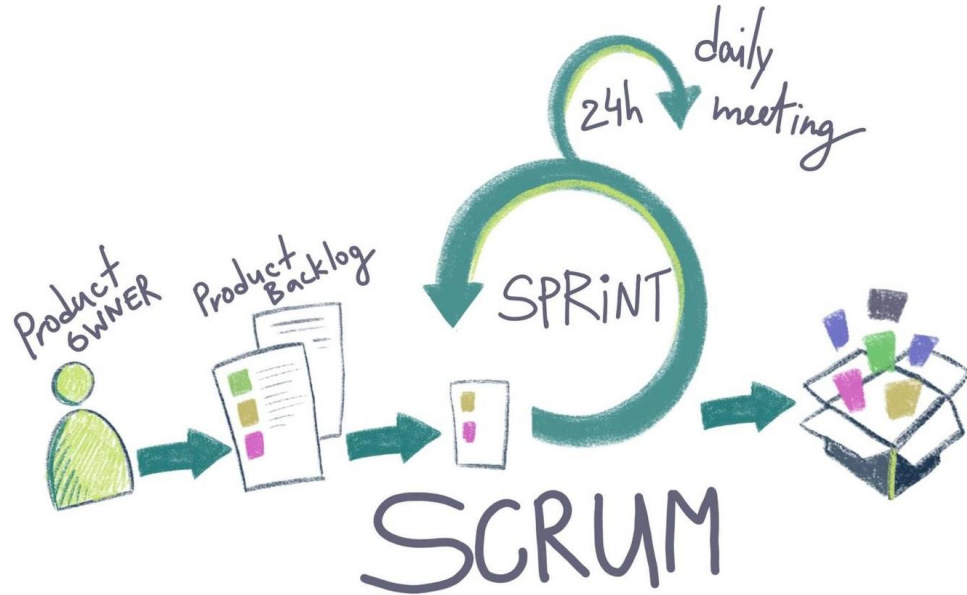 daily
meeting
24h
Product
OWNER
Product
Backlog
SPRiNT
SCRUM